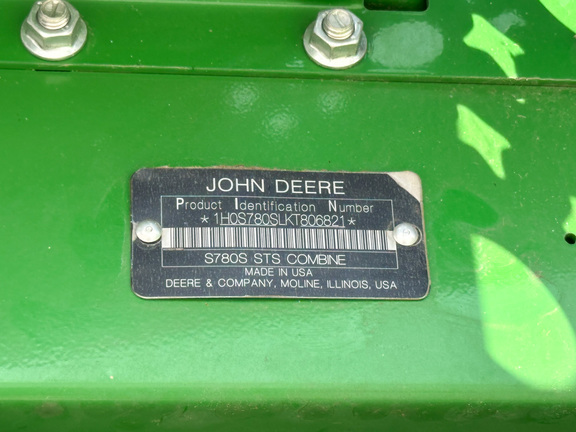 JOHN DEERE
Product Identification Number
*1H0S780SLKT806821*
S780S STS COMBINE
MADE IN USA
DEERE & COMPANY, MOLINE, ILLINOIS, USA